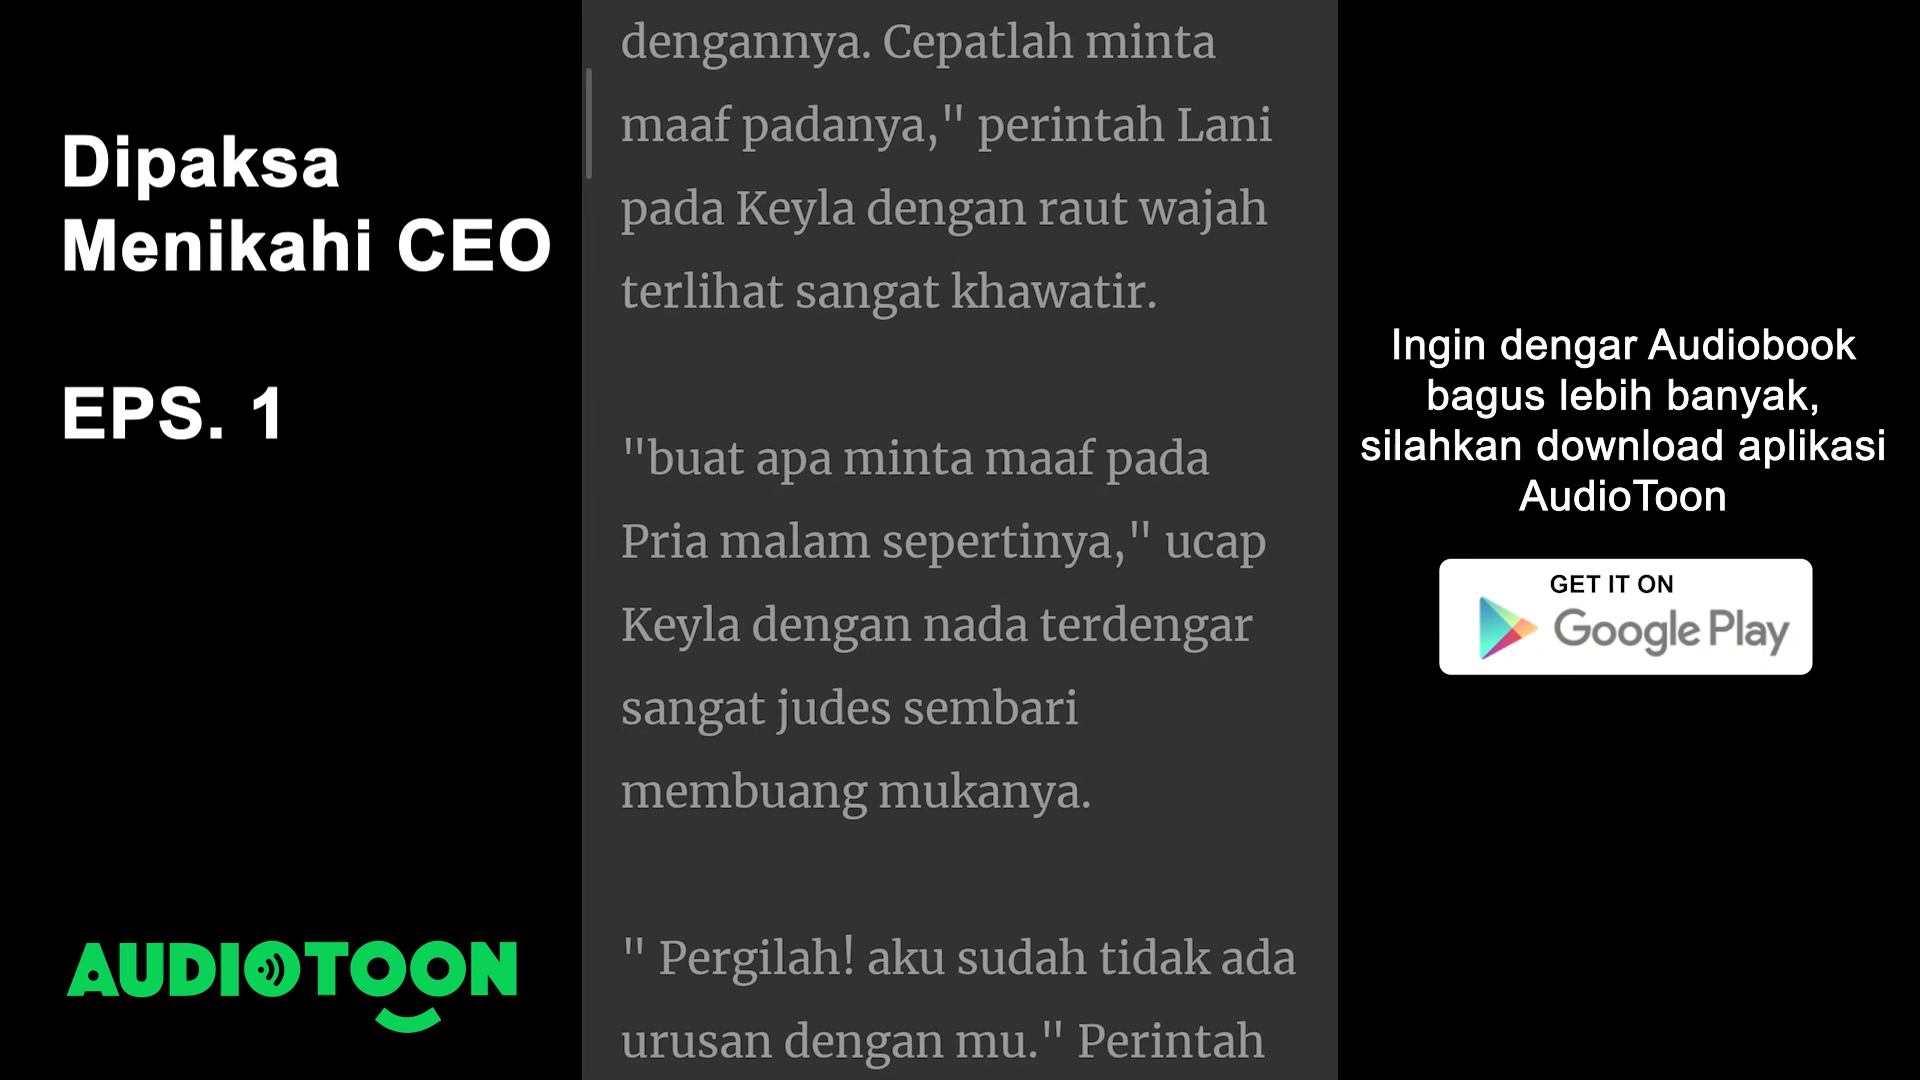 Dipaksa
Menikahi CEO
EPS. 1
AUDIOTOON
dengannya. Cepatlah minta
maaf padanya," perintah Lani
pada Keyla dengan raut wajah
terlihat sangat khawatir.
"buat apa minta maaf pada
Pria malam sepertinya," ucap
Keyla dengan nada terdengar
sangat judes sembari
membuang mukanya.
" Pergilah! aku sudah tidak ada
urusan dengan mu." Perintah
Ingin dengar Audiobook
bagus lebih banyak,
silahkan download aplikasi
AudioToon
GET IT ON
Google Play